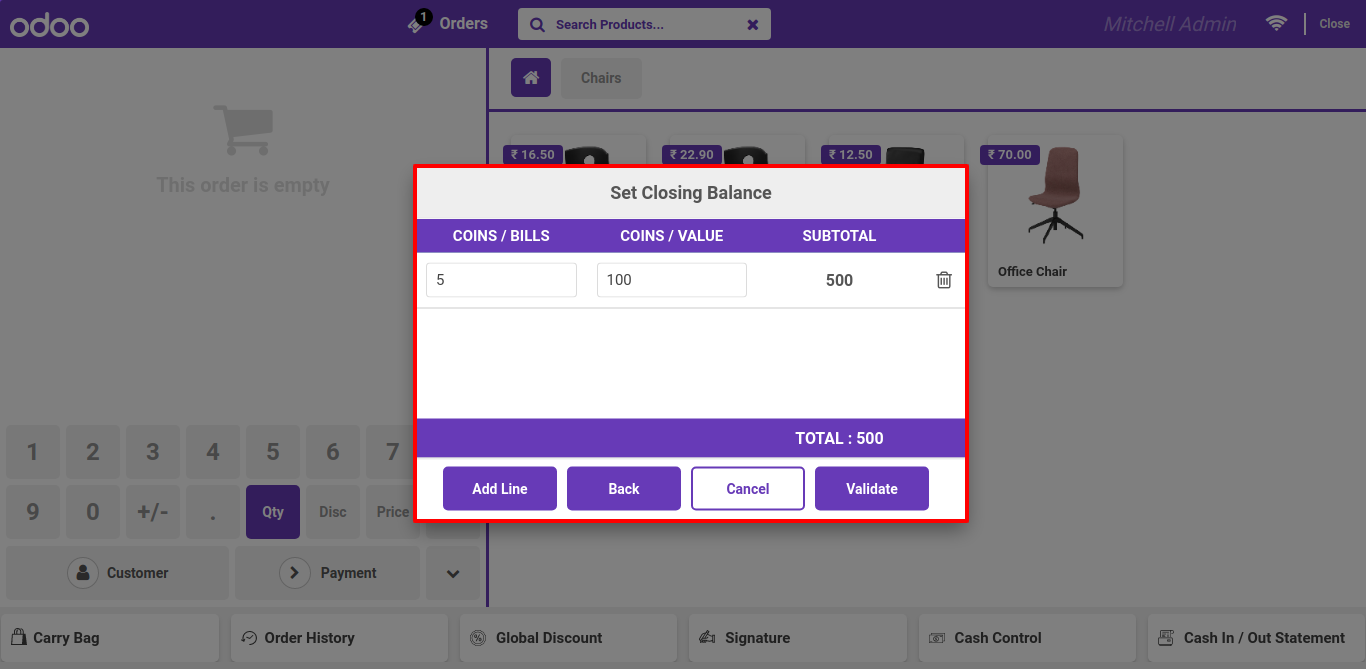 odoo
1
Orders
Search Products...
Mitchell Admin
Close
Chairs
This order is empty
₹ 16.50
₹ 22.90
₹ 12.50
₹ 70.00
Office Chair
Set Closing Balance
COINS / BILLS COINS / VALUE SUBTOTAL
5 100 500
TOTAL : 500
Add Line Back Cancel Validate
1 2 3 4 5 6 7
9 0 +/- . Qty Disc Price
Customer Payment
Carry Bag Order History Global Discount Signature Cash Control Cash In / Out Statement